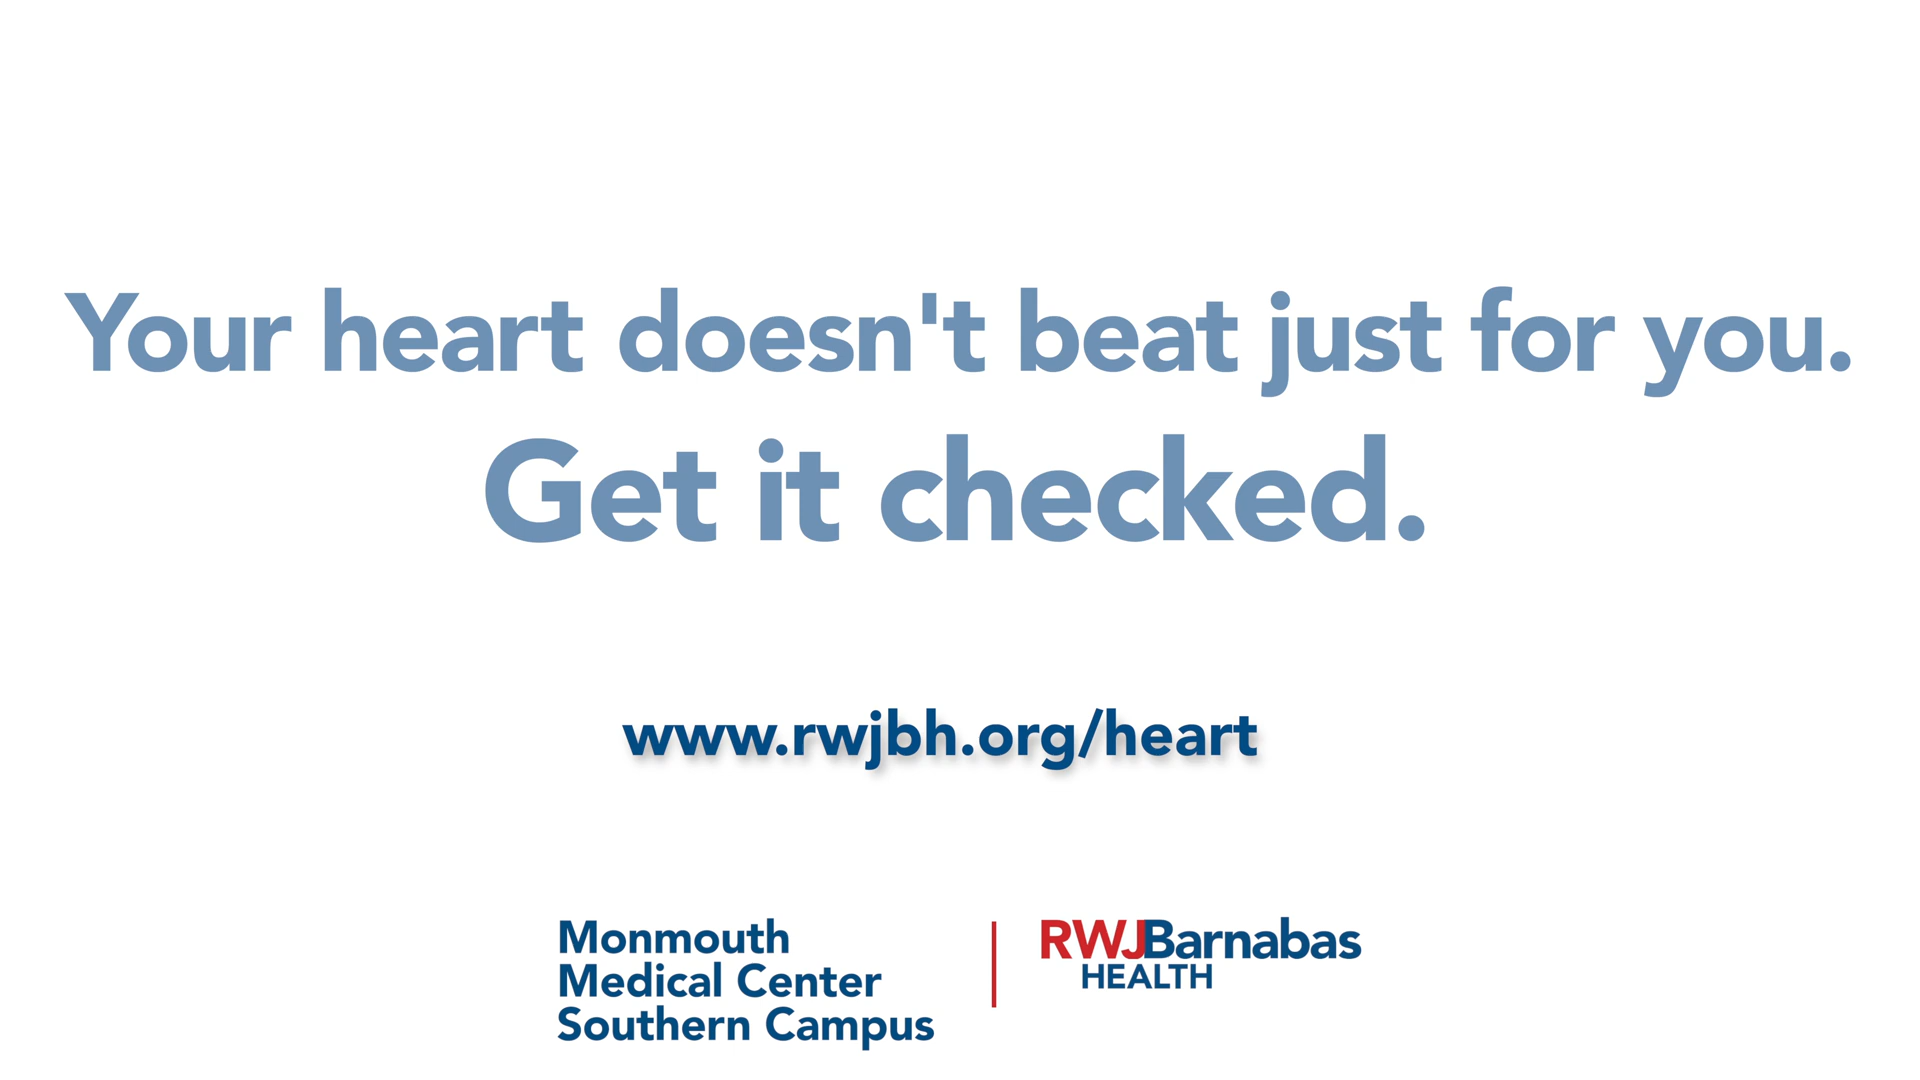 Your heart doesn't beat just for you.
Get it checked.
www.rwjbh.org/heart
Monmouth
Medical Center
Southern Campus
RWJBarnabas
HEALTH